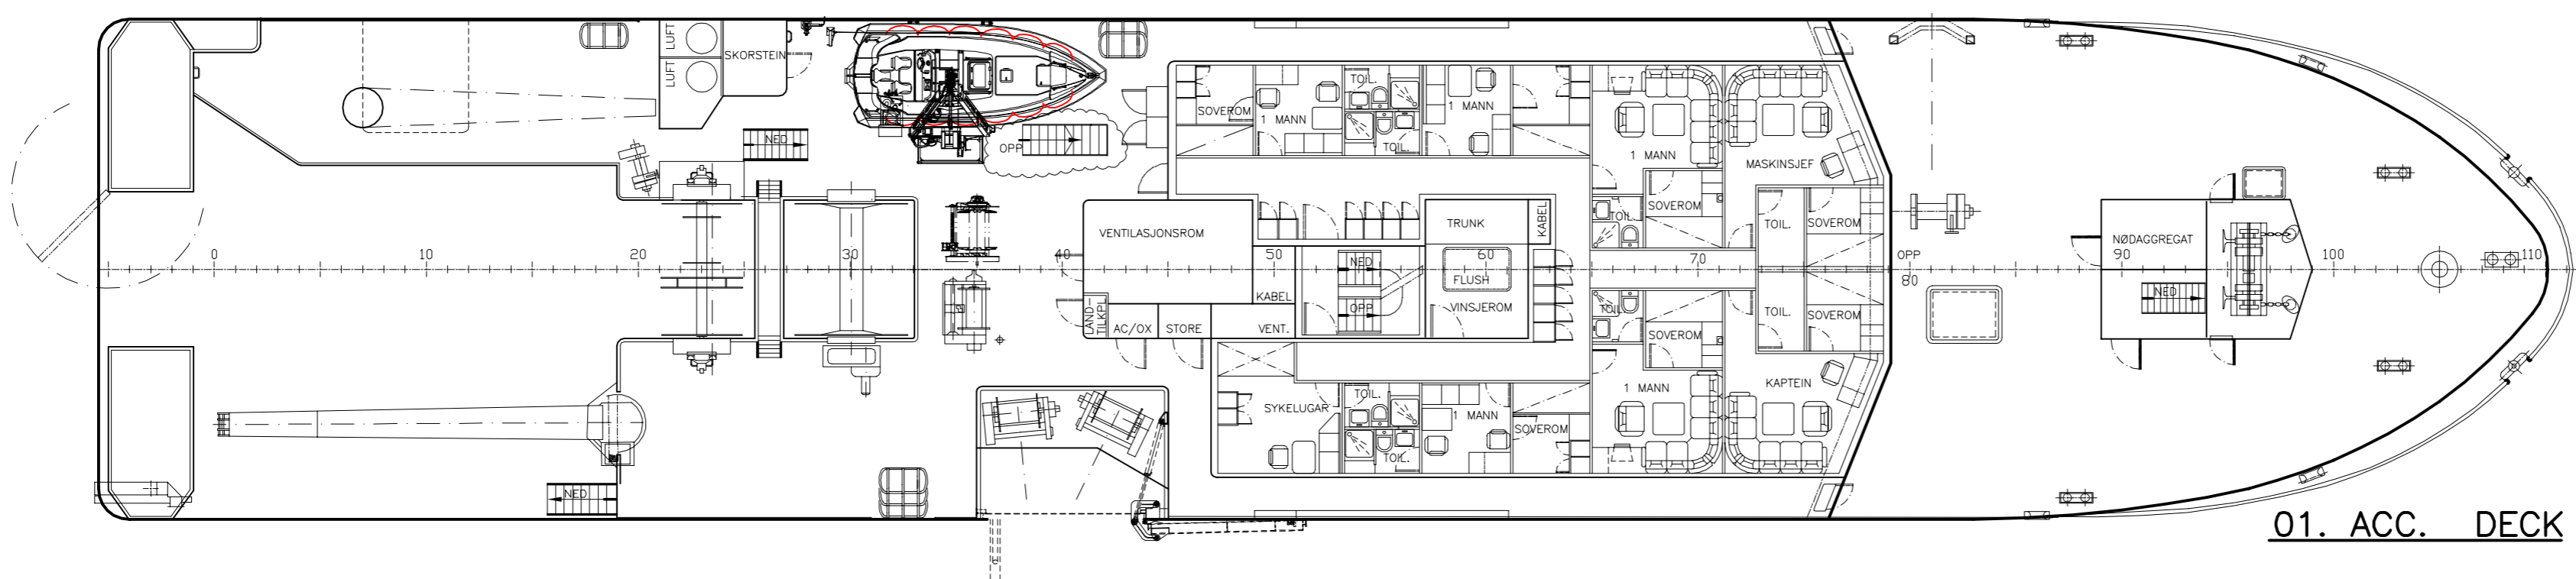 LUFT
LUFT
SKORSTEIN
NED
OPP
SOVEROM
1 MANN
TOIL.
TOIL.
1 MANN
1 MANN
MASKINSJEF
SOVEROM
TOIL.
TOIL.
SOVEROM
VENTILASJONSROM
TRUNK
KABEL
0
10
20
30
40
50
60
70
80
90
100
110
OPP
NØDAGGREGAT
NED
NED
FLUSH
KABEL
OPP
VINSJEROM
LAND-
TILKPL
AC/OX
STORE
VENT.
TOIL
SOVEROM
TOIL.
SOVEROM
SYKELUGAR
TOIL.
TOIL.
1 MANN
SOVEROM
1 MANN
KAPTEIN
NED
01. ACC. DECK